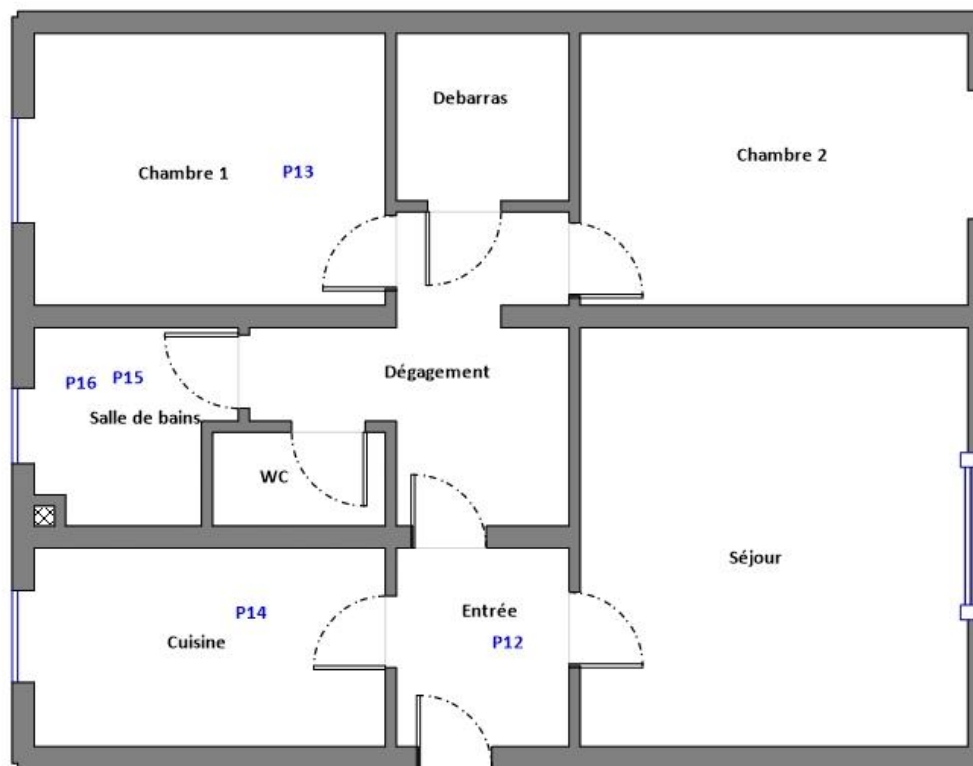 Debarras
Chambre 1 P13
Chambre 2
Dégagement
P16 P15
Salle de bains
WC
Séjour
P14
Cuisine
Entrée
P12